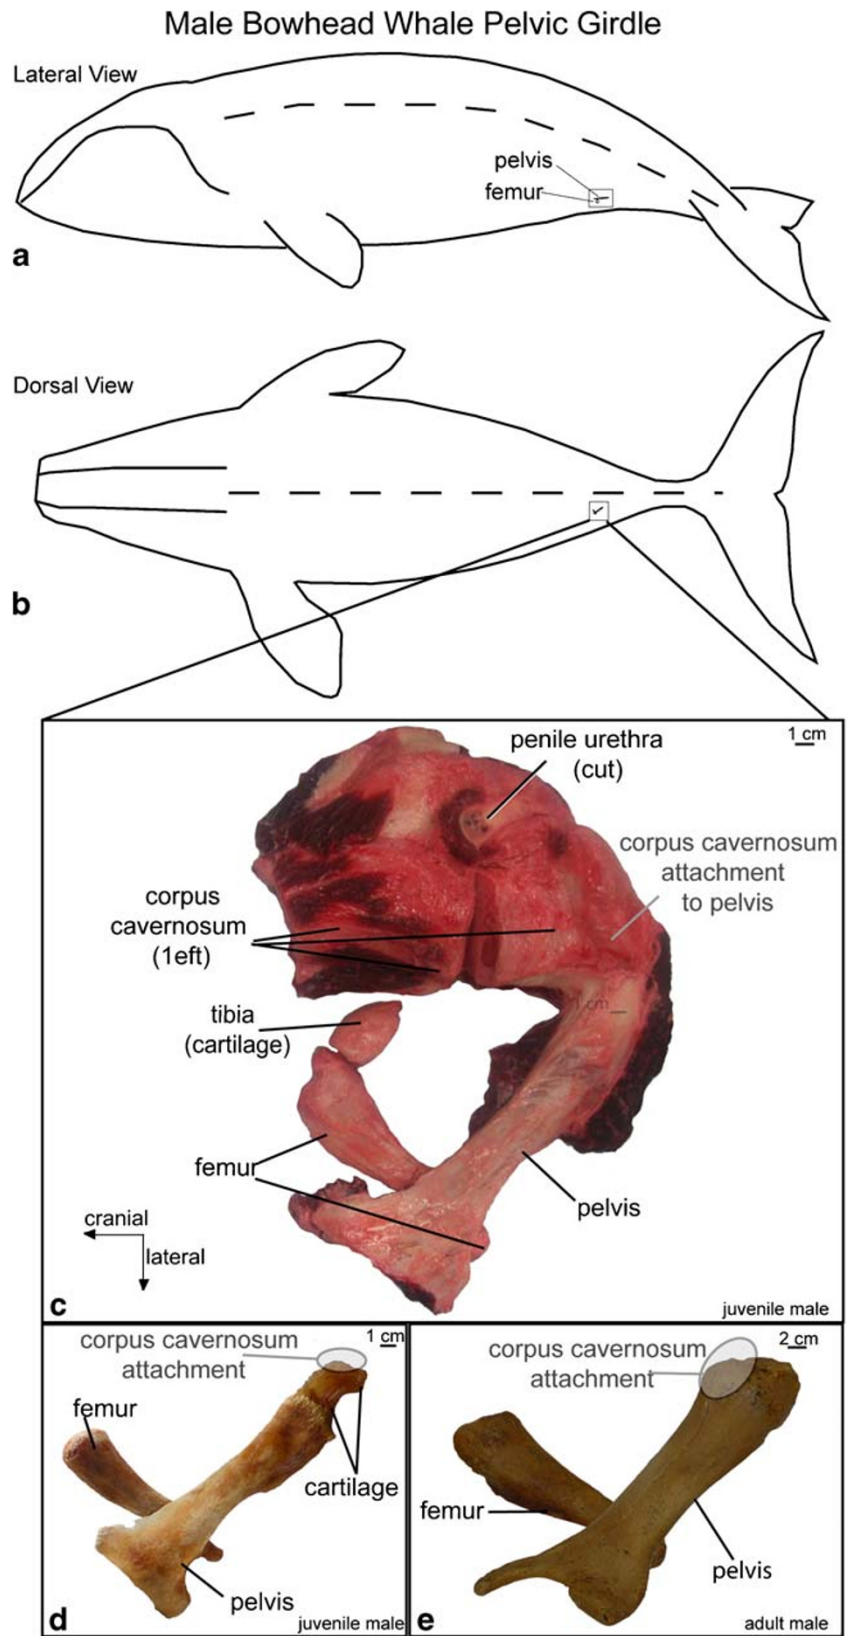 Male Bowhead Whale Pelvic Girdle
Lateral View
pelvis
femur
a
Dorsal View
b
1 cm
penile urethra
(cut)
corpus cavernosum
attachment
to pelvis
corpus
cavernosum
(1eft)
1 cm
tibia
(cartilage)
femur
pelvis
cranial
lateral
c
juvenile male
corpus cavernosum
attachment
1 cm
femur
cartilage
pelvis
d
juvenile male
corpus cavernosum
attachment
2 cm
femur
pelvis
e
adult male